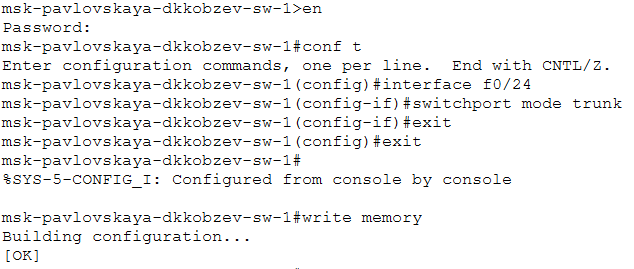 msk-pavlovskaya-dkkobzev-sw-1>en
Password:
msk-pavlovskaya-dkkobzev-sw-1#conf t
Enter configuration commands, one per line.  End with CNTL/Z.
msk-pavlovskaya-dkkobzev-sw-1(config)#interface f0/24
msk-pavlovskaya-dkkobzev-sw-1(config-if)#switchport mode trunk
msk-pavlovskaya-dkkobzev-sw-1(config-if)#exit
msk-pavlovskaya-dkkobzev-sw-1(config)#exit
msk-pavlovskaya-dkkobzev-sw-1#
%SYS-5-CONFIG_I: Configured from console by console
msk-pavlovskaya-dkkobzev-sw-1#write memory
Building configuration...
[OK]